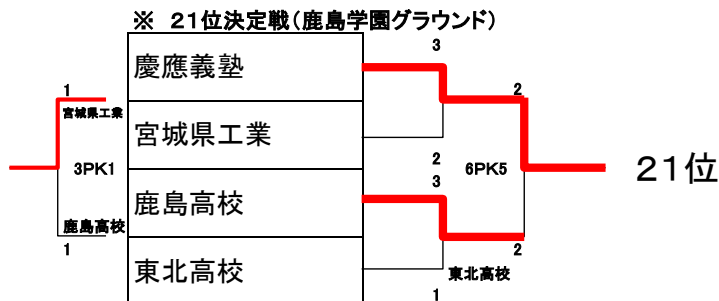 ※ 21位決定戦(鹿島学園グラウンド)
3
慶應義塾
1
2
宮城県工業
宮城県工業
2
3PK1
6PK5
21位
3
鹿島高校
鹿島高校
1
2
東北高校
東北高校
1